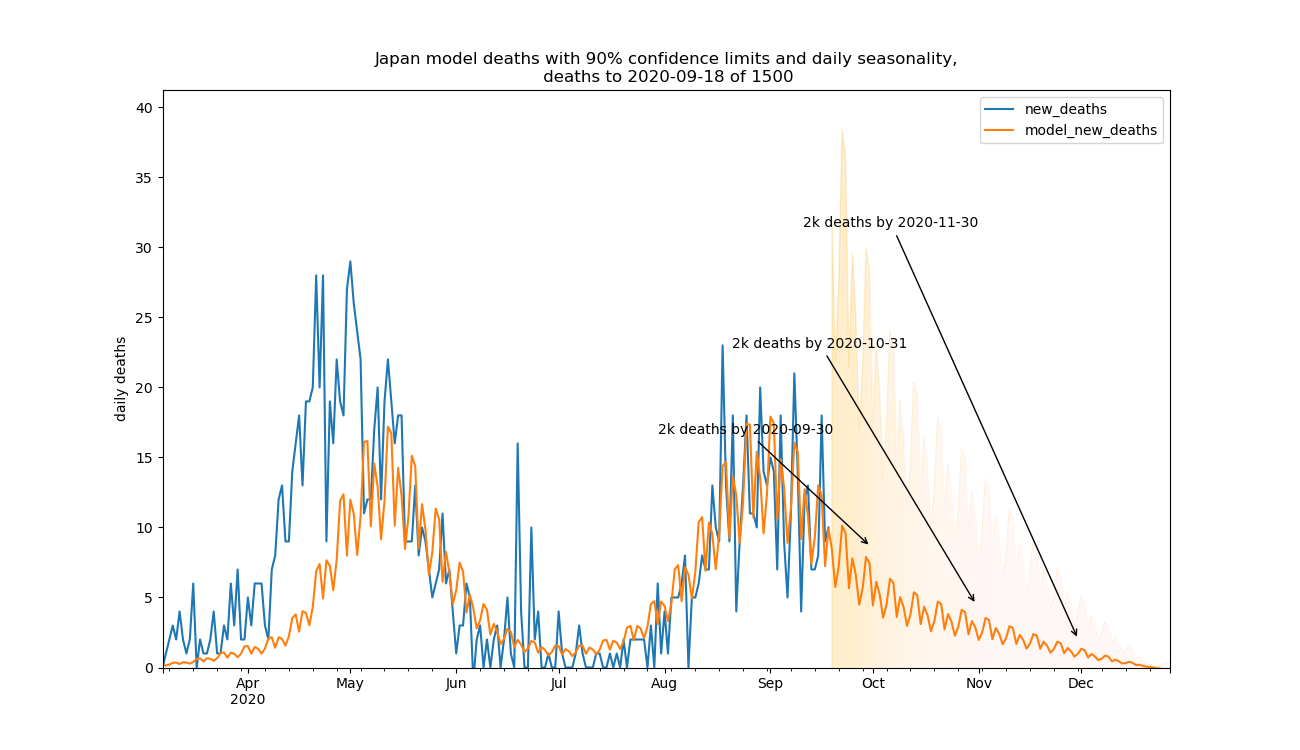 Japan model deaths with 90% confidence limits and daily seasonality,
deaths to 2020-09-18 of 1500
new_deaths
model_new_deaths
daily deaths
40
35
30
25
20
15
10
5
0
2k deaths by 2020-11-30
2k deaths by 2020-10-31
2k deaths by 2020-09-30
Apr May Jun Jul Aug Sep Oct Nov Dec
2020